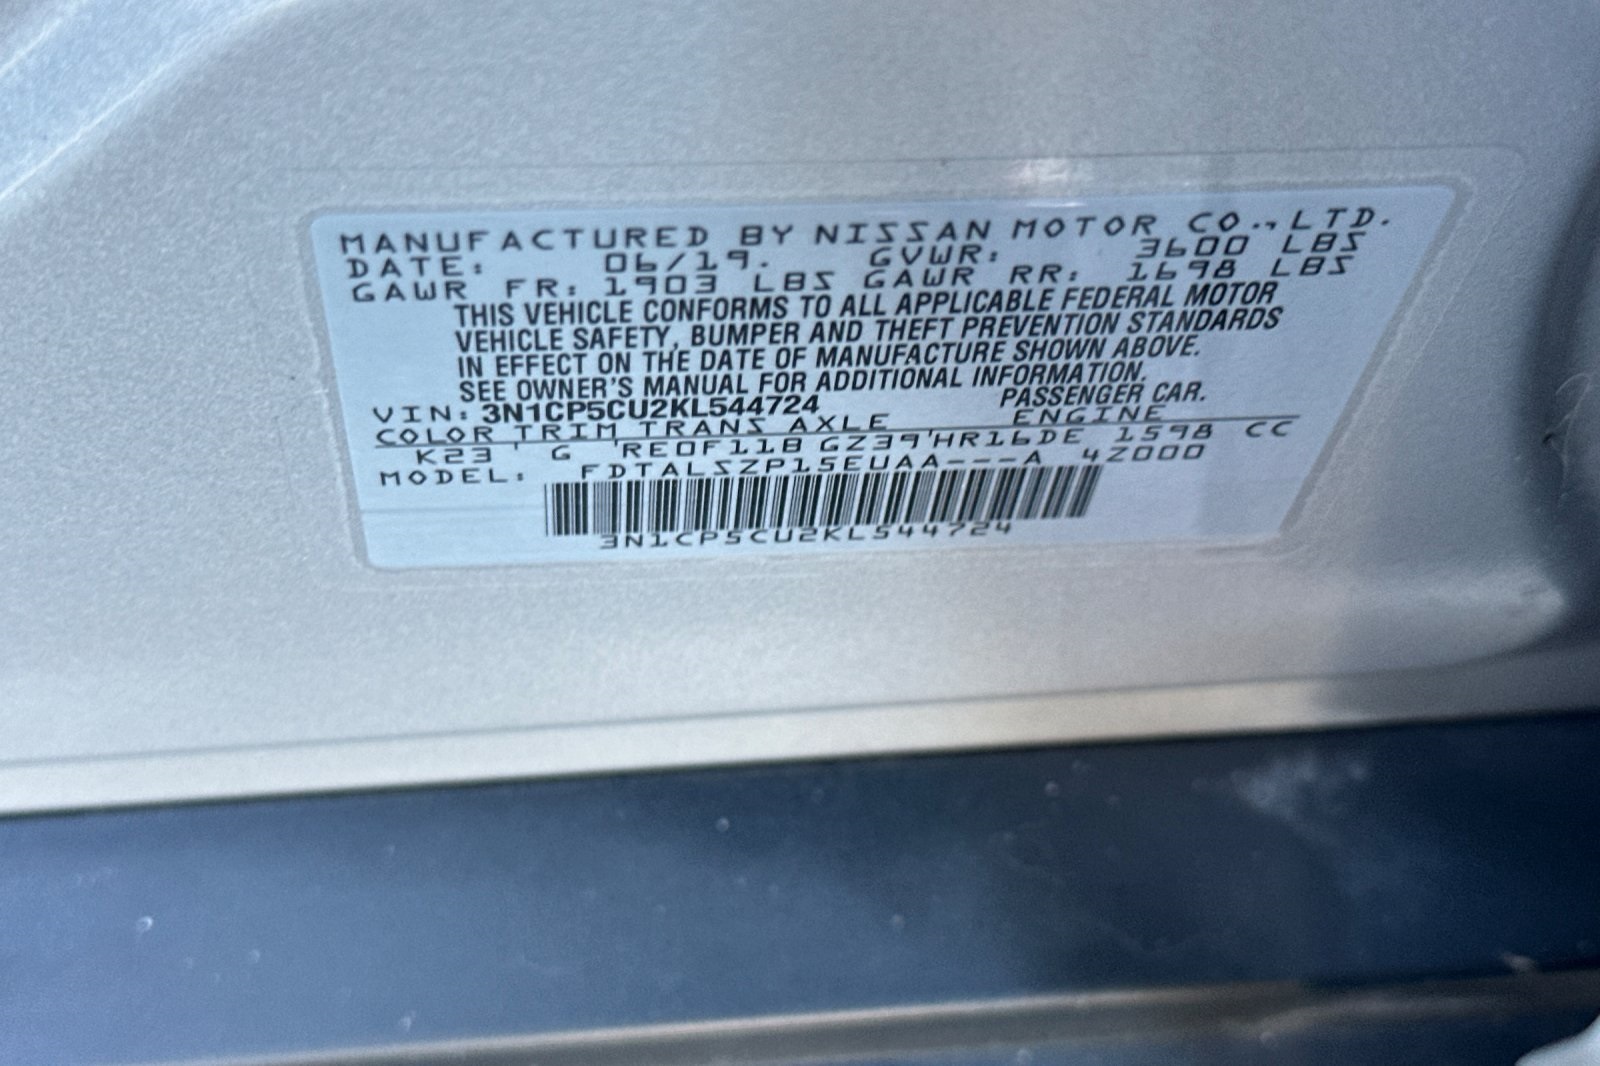 MANUFACTURED BY NISSAN MOTOR CO.,LTD.
DATE: 06/19. GVWR: 3600 LBS
GAWR FR: 1903 LBS GAWR RR: 1698 LBS
THIS VEHICLE CONFORMS TO ALL APPLICABLE FEDERAL MOTOR
VEHICLE SAFETY, BUMPER AND THEFT PREVENTION STANDARDS
IN EFFECT ON THE DATE OF MANUFACTURE SHOWN ABOVE.
SEE OWNER'S MANUAL FOR ADDITIONAL INFORMATION.
VIN: 3N1CP5CU2KL544724 PASSENGER CAR.
COLOR TRIM TRANS AXLE ENGINE
K23 ' G 'RE0F11B GZ39'HR16DE 1598 CC
MODEL: FDTALSZP15EUAA---A 4Z000
3N1CP5CU2KL544724